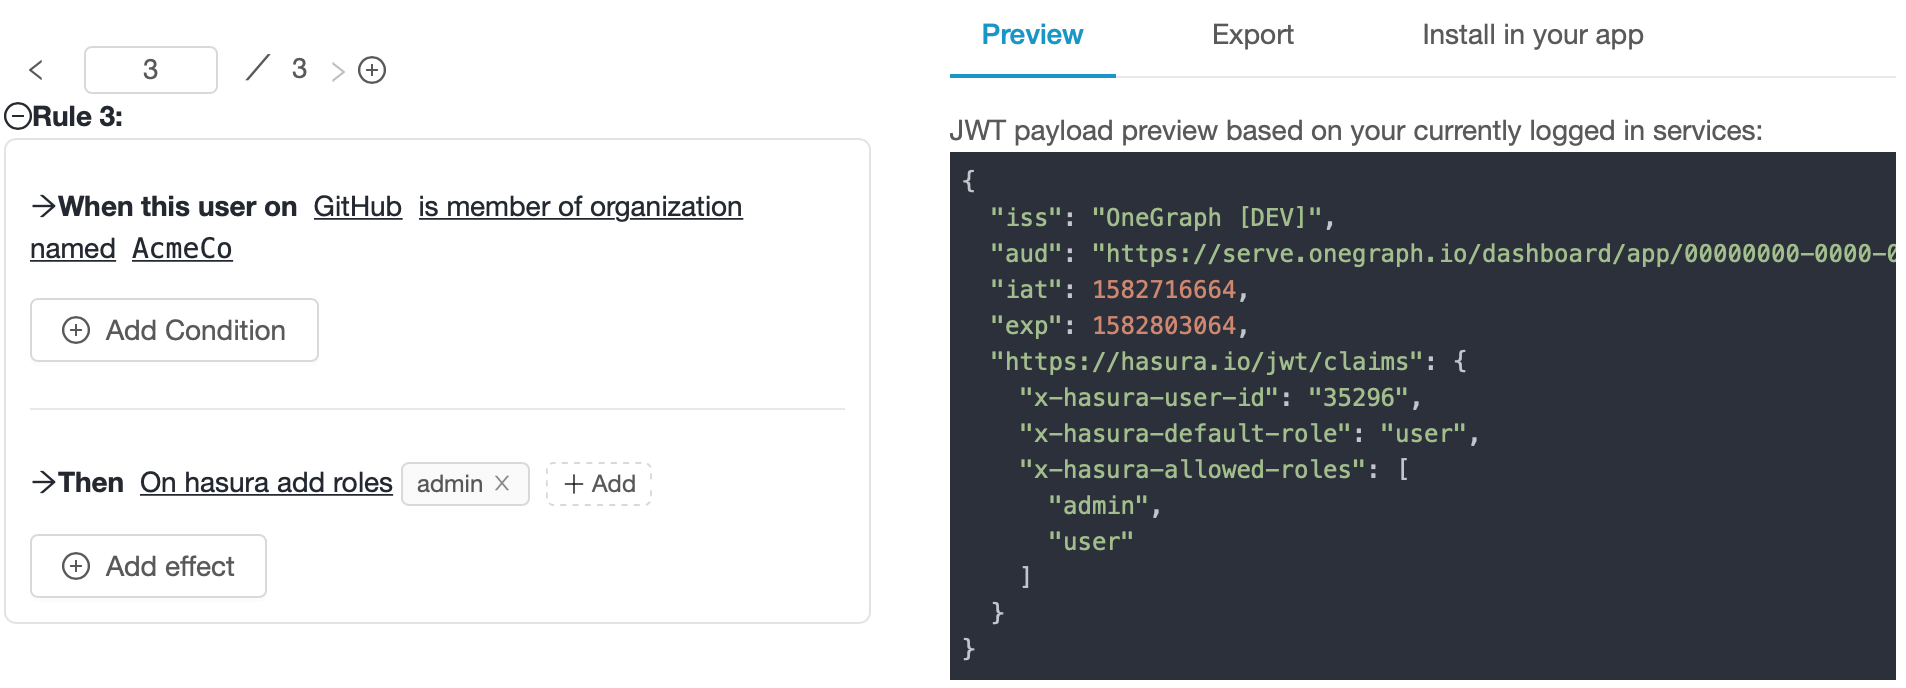 3 / 3
Rule 3:
When this user on GitHub is member of organization
named AcmeCo
Add Condition
Then On hasura add roles admin X + Add
Add effect
Preview Export Install in your app
JWT payload preview based on your currently logged in services:
{
"iss": "OneGraph [DEV]",
"aud": "https://serve.onegraph.io/dashboard/app/00000000-0000-0
"iat": 1582716664,
"exp": 1582803064,
"https://hasura.io/jwt/claims": {
"x-hasura-user-id": "35296",
"x-hasura-default-role": "user",
"x-hasura-allowed-roles": [
"admin",
"user"
]
}
}